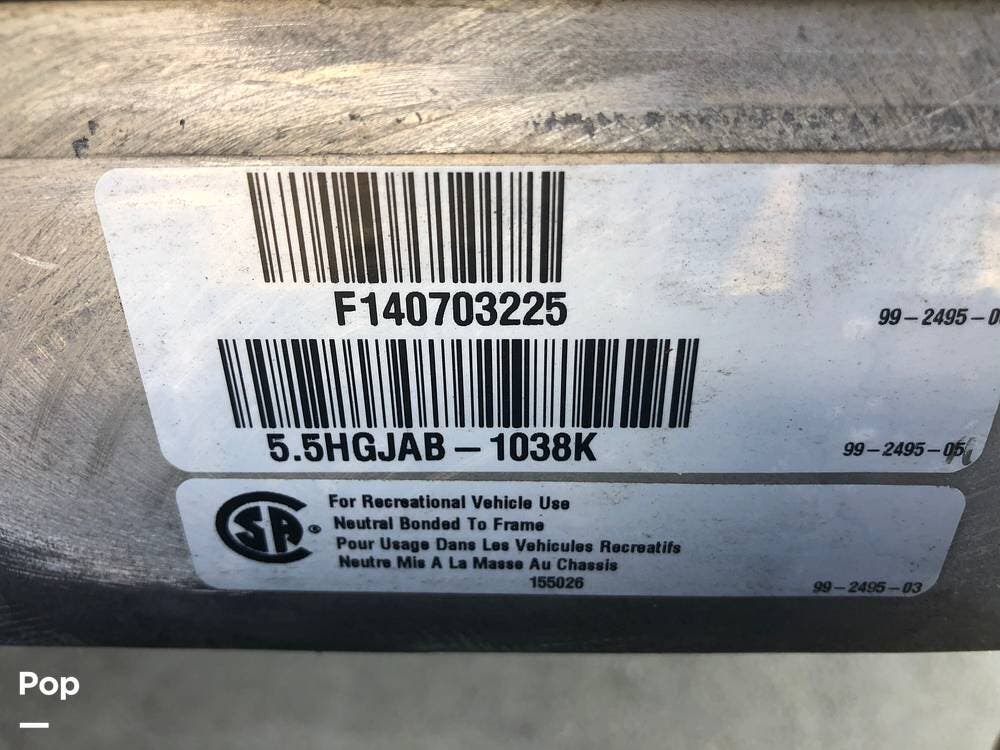 F140703225
99-2495-0
5.5HGJAB-1038K
99-2495-05
CSA®
For Recreational Vehicle Use
Neutral Bonded To Frame
Pour Usage Dans Les Vehicules Recreatifs
Neutre Mis A La Masse Au Chassis
155026
99-2495-03
Pop